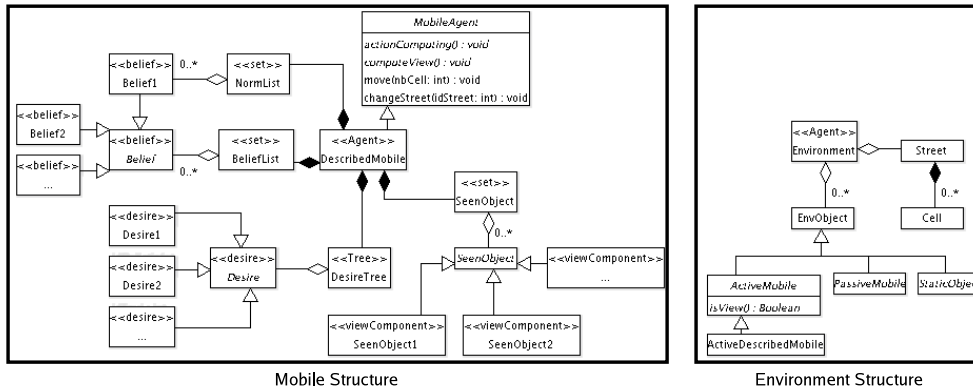 MobileAgent
actionComputing() : void
computeView() : void
move(nbCell: int) : void
changeStreet(idStreet: int) : void
<<belief>>
Belief1
0..*
<<set>>
NormList
<<belief>>
Belief2
<<belief>>
...
<<belief>>
Belief
0..*
<<set>>
BeliefList
<<Agent>>
DescribedMobile
<<set>>
SeenObject
0..*
<<desire>>
Desire1
<<desire>>
Desire2
<<desire>>
...
<<desire>>
Desire
<<Tree>>
DesireTree
SeenObject
<<viewComponent>>
...
<<viewComponent>>
SeenObject1
<<viewComponent>>
SeenObject2
Mobile Structure
<<Agent>>
Environment
Street
0..*
0..*
EnvObject
Cell
ActiveMobile
isView() : Boolean
PassiveMobile
StaticObje
ActiveDescribedMobile
Environment Structure